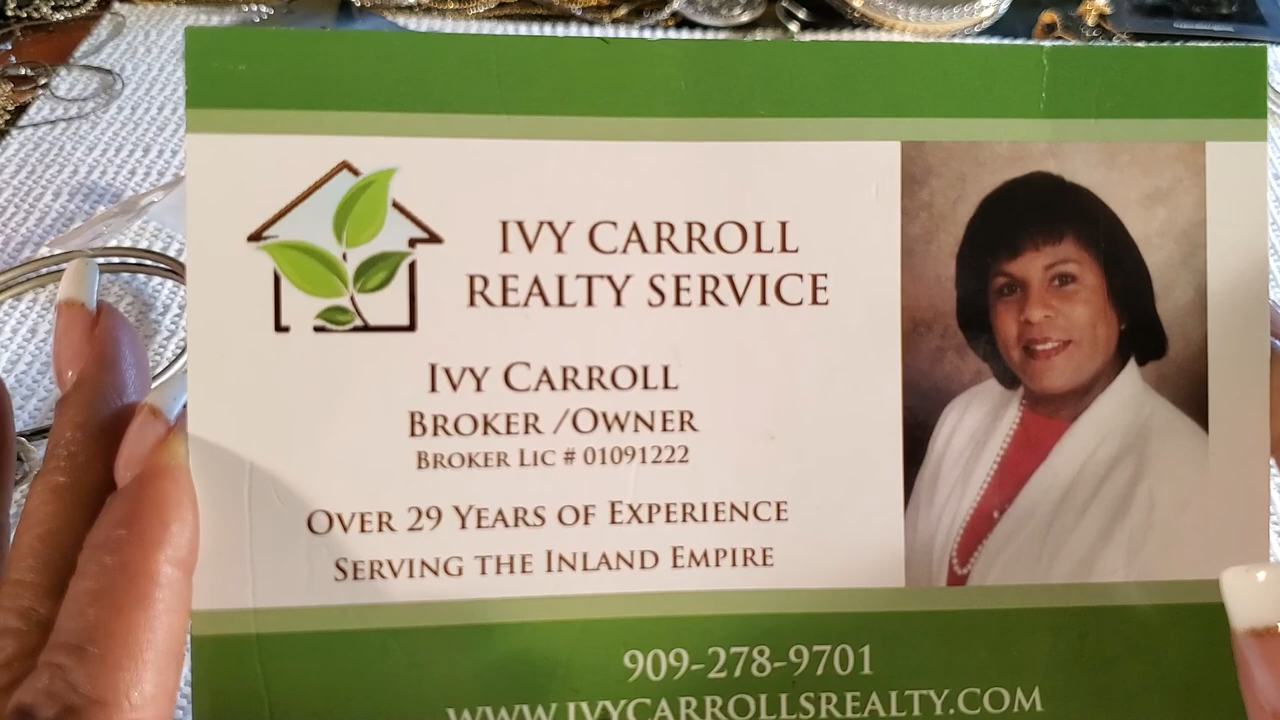 IVY CARROLL
REALTY SERVICE
IVY CARROLL
BROKER /OWNER
BROKER LIC # 01091222
OVER 29 YEARS OF EXPERIENCE
SERVING THE INLAND EMPIRE
909-278-9701
WWW.IVYCARROLLSREALTY.COM